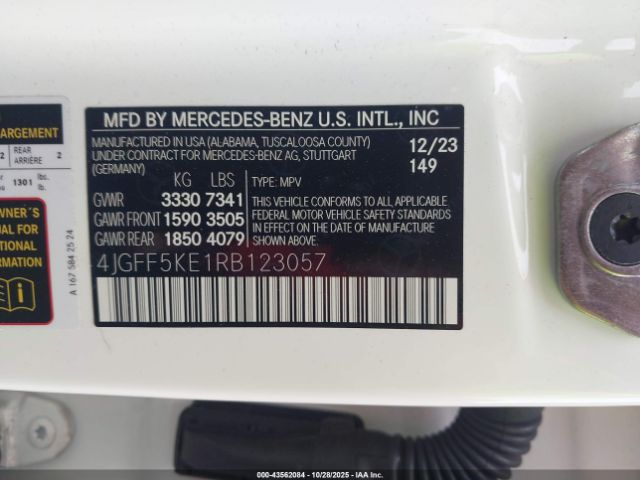 MFD BY MERCEDES-BENZ U.S. INTL., INC
MANUFACTURED IN USA (ALABAMA, TUSCALOOSA COUNTY)
UNDER CONTRACT FOR MERCEDES-BENZ AG, STUTTGART
(GERMANY)
12/23
149
KG LBS
GVWR 3330 7341
GAWR FRONT 1590 3505
GAWR REAR 1850 4079
TYPE: MPV
THIS VEHICLE CONFORMS TO ALL APPLICABLE
FEDERAL MOTOR VEHICLE SAFETY STANDARDS
IN EFFECT ON THE DATE OF MANUFACTURE
SHOWN ABOVE.
4JGFF5KE1RB123057
ARGEMENT
2 REAR
ARRIÈRE 2
1301 lbs.
lb.
WNER´S
MANUAL FOR
ATIONAL
RMATION
A 167 584 25 24
000-43562084 | 10/28/2025 | IAA Inc.